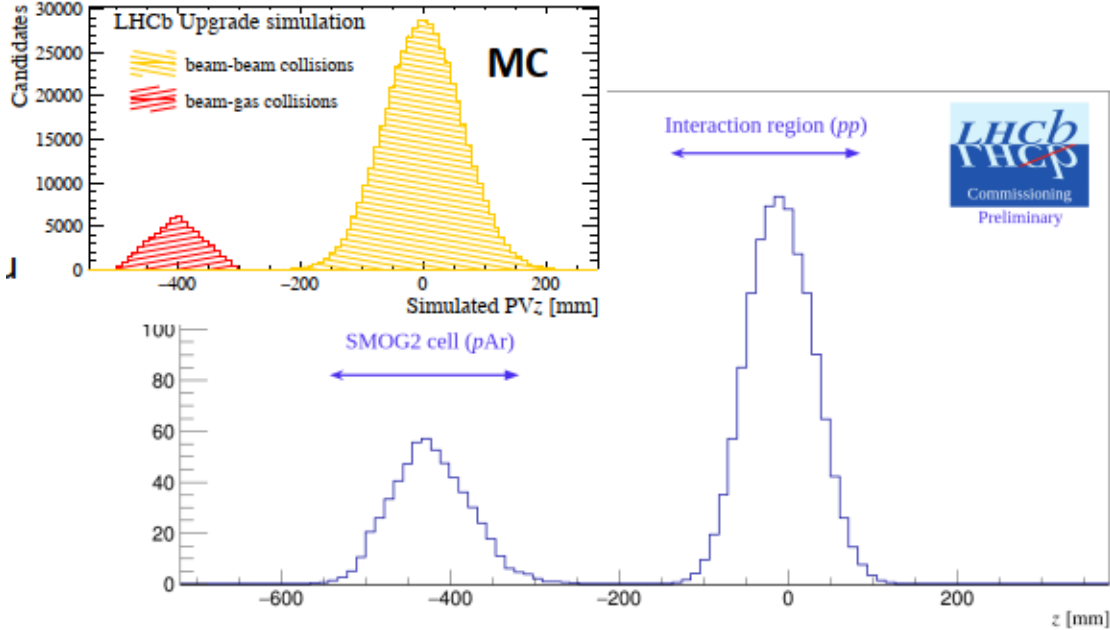 30000
25000
20000
15000
10000
5000
0
Candidates
LHCb Upgrade simulation
beam-beam collisions
beam-gas collisions
MC
−400
−200
0
200
Simulated PVz [mm]
Interaction region (pp)
LHCb
LHCp
Commissioning
Preliminary
SMOG2 cell (pAr)
100
80
60
40
20
0
−600
−400
−200
0
200
z [mm]